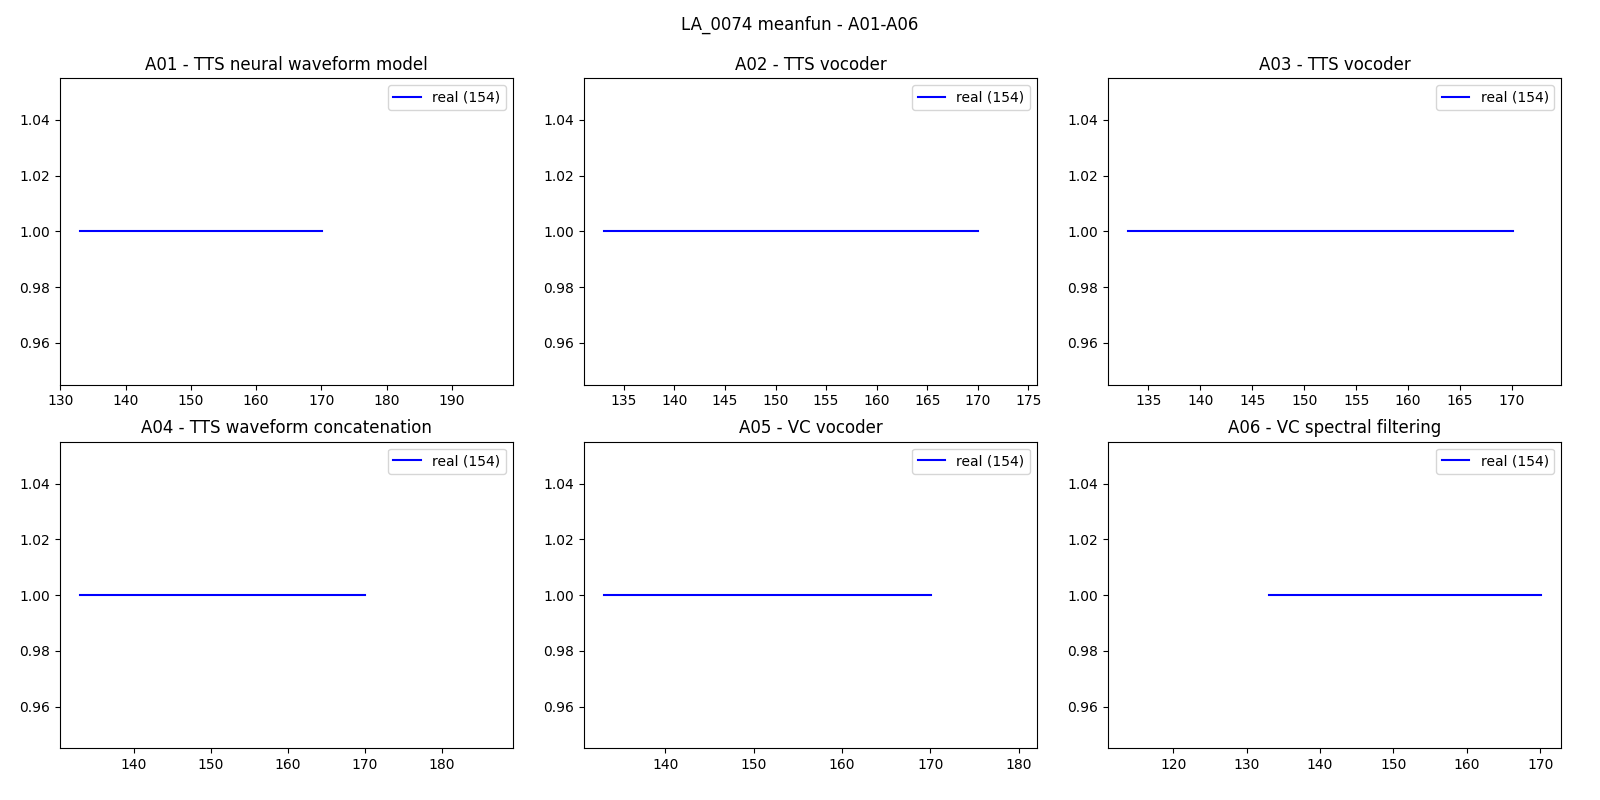 LA_0074 meanfun - A01-A06
A01 - TTS neural waveform model
real (154)
1.04
1.02
1.00
0.98
0.96
130 140 150 160 170 180 190
A02 - TTS vocoder
real (154)
1.04
1.02
1.00
0.98
0.96
135 140 145 150 155 160 165 170 175
A03 - TTS vocoder
real (154)
1.04
1.02
1.00
0.98
0.96
135 140 145 150 155 160 165 170
A04 - TTS waveform concatenation
real (154)
1.04
1.02
1.00
0.98
0.96
140 150 160 170 180
A05 - VC vocoder
real (154)
1.04
1.02
1.00
0.98
0.96
140 150 160 170 180
A06 - VC spectral filtering
real (154)
1.04
1.02
1.00
0.98
0.96
120 130 140 150 160 170